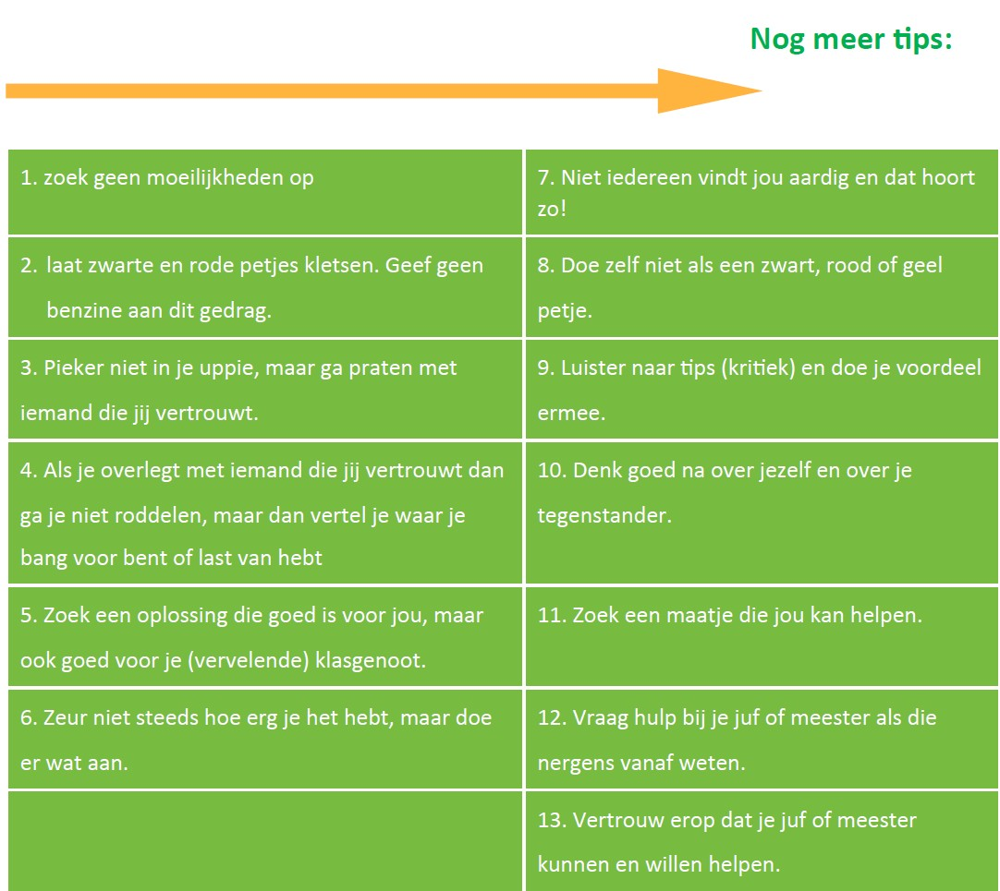 Nog meer tips:
1. zoek geen moeilijkheden op
2. laat zwarte en rode petjes kletsen. Geef geen
benzine aan dit gedrag.
3. Pieker niet in je uppie, maar ga praten met
iemand die jij vertrouwt.
4. Als je overlegt met iemand die jij vertrouwt dan
ga je niet roddelen, maar dan vertel je waar je
bang voor bent of last van hebt
5. Zoek een oplossing die goed is voor jou, maar
ook goed voor je (vervelende) klasgenoot.
6. Zeur niet steeds hoe erg je het hebt, maar doe
er wat aan.
7. Niet iedereen vindt jou aardig en dat hoort
zo!
8. Doe zelf niet als een zwart, rood of geel
petje.
9. Luister naar tips (kritiek) en doe je voordeel
ermee.
10. Denk goed na over jezelf en over je
tegenstander.
11. Zoek een maatje die jou kan helpen.
12. Vraag hulp bij je juf of meester als die
nergens vanaf weten.
13. Vertrouw erop dat je juf of meester
kunnen en willen helpen.